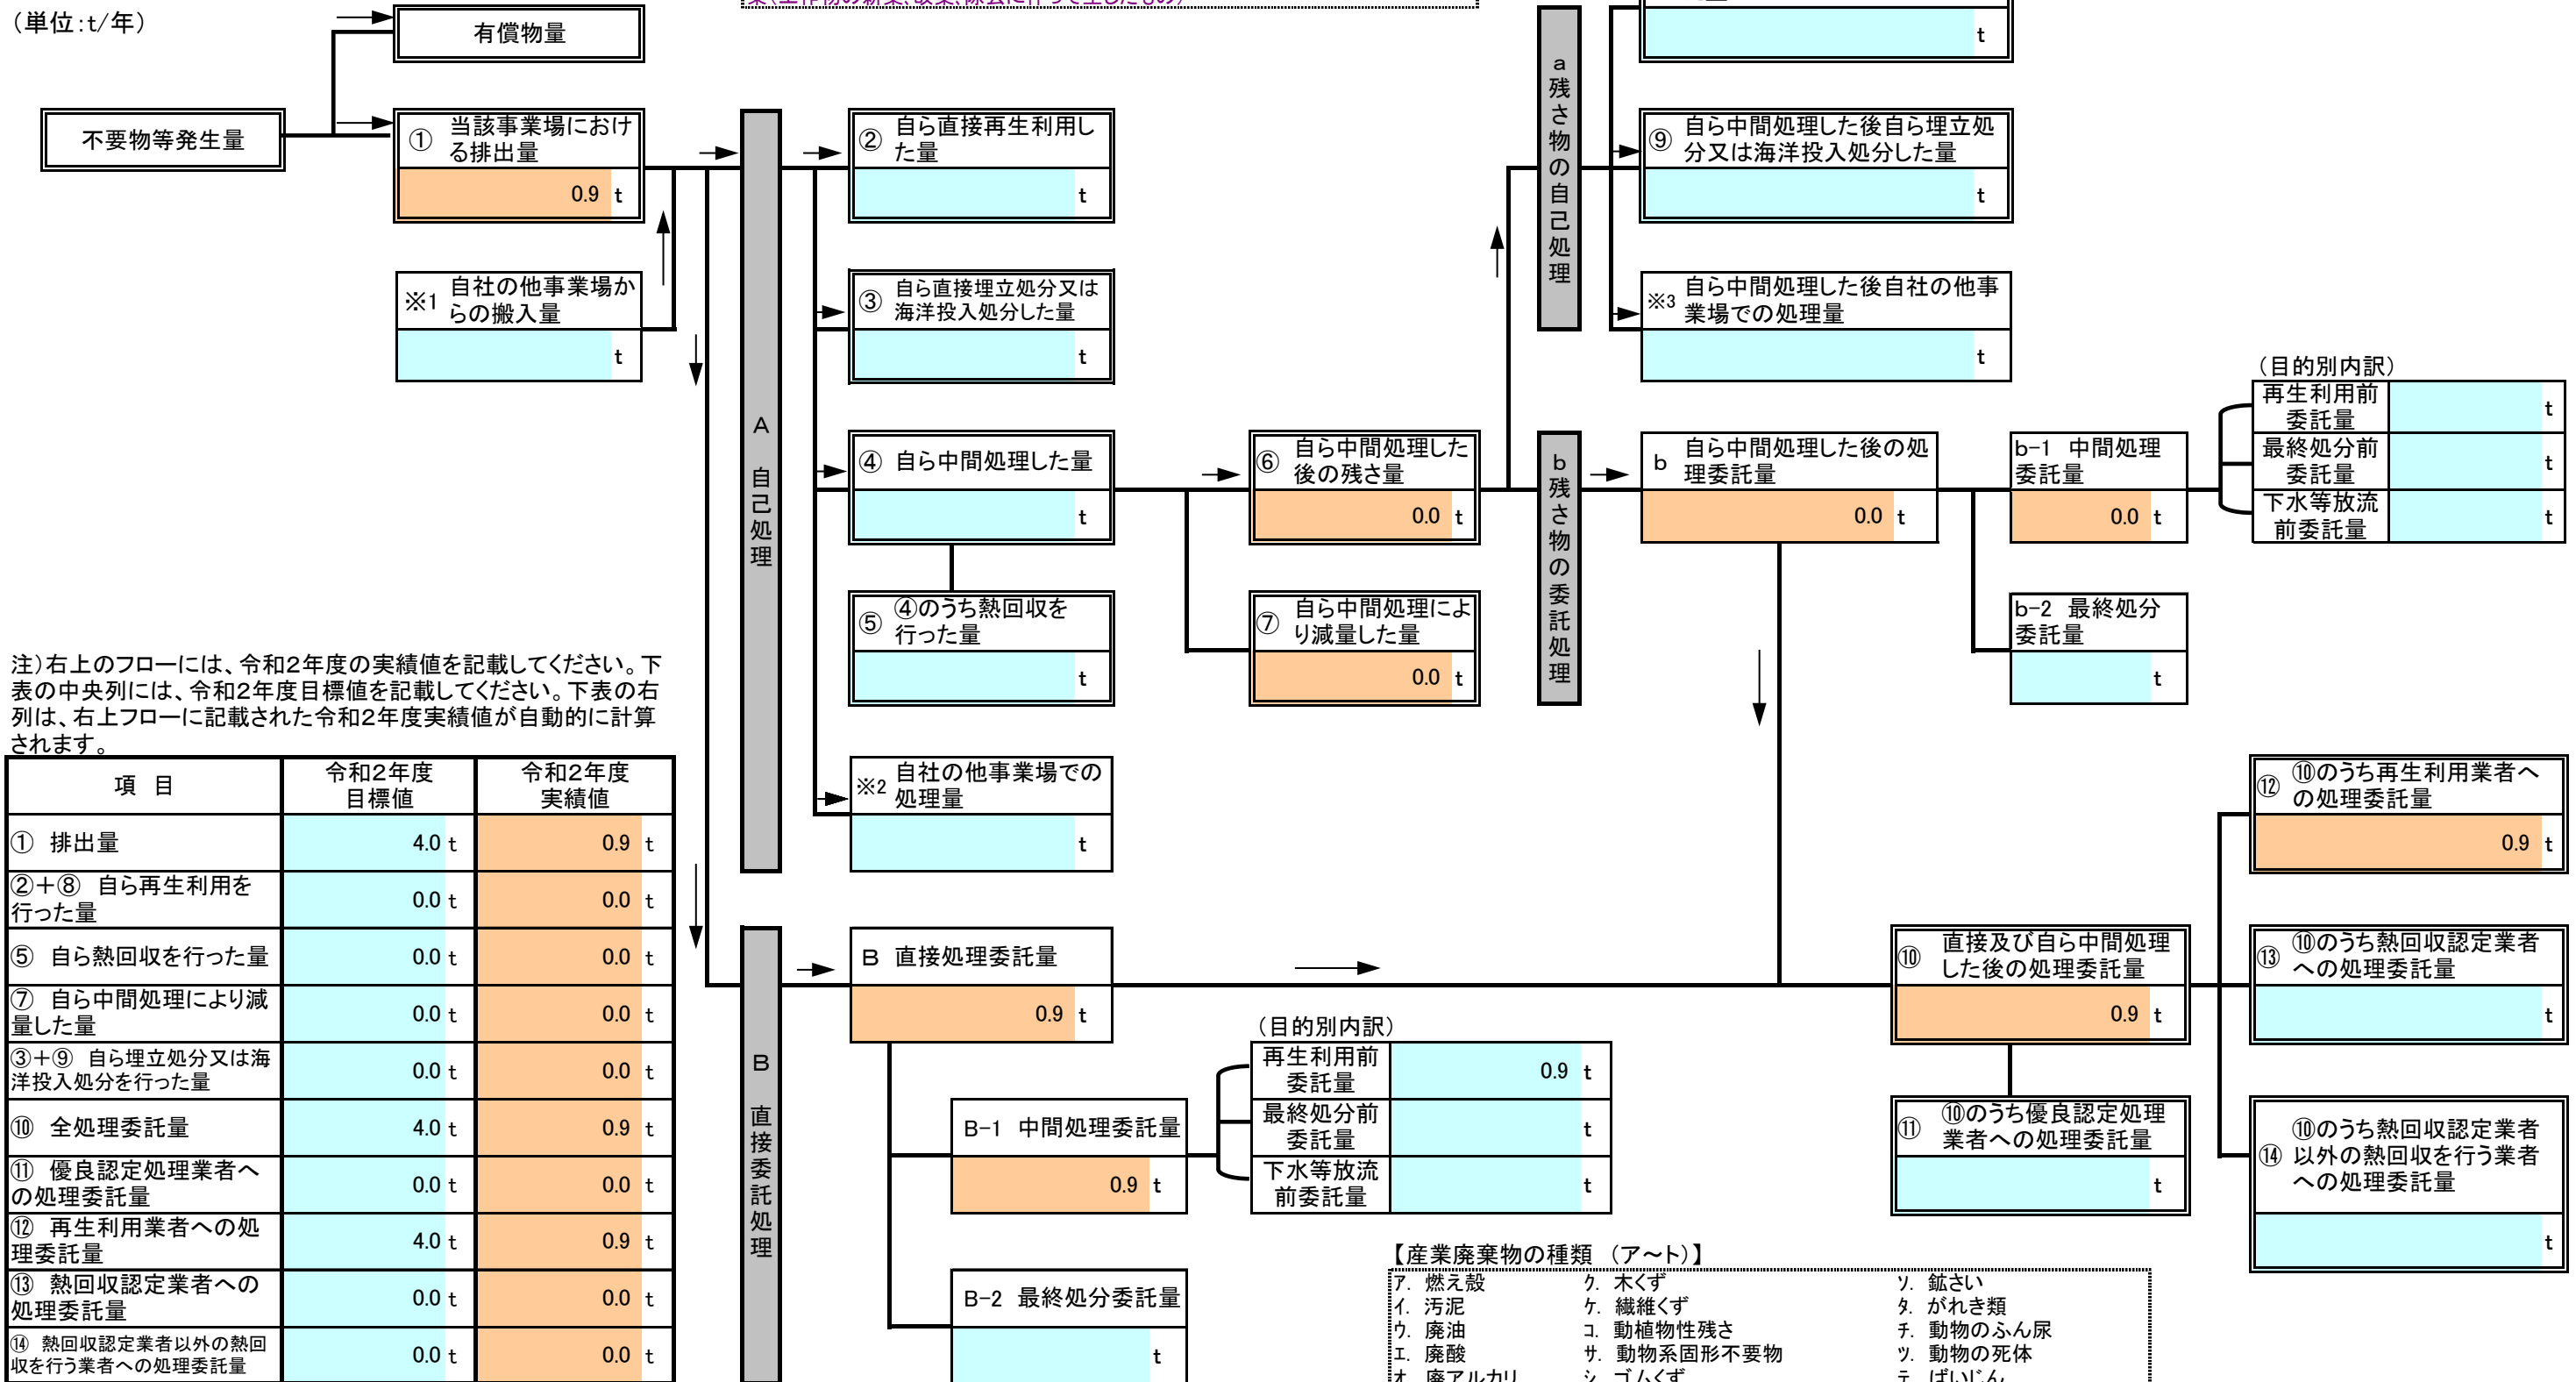 (単位:t/年)
有償物量
t
不要物等発生量
① 当該事業場におけ
る排出量
0.9 t
※1 自社の他事業場か
らの搬入量
t
A 自己処理
② 自ら直接再生利用し
た量
t
③ 自ら直接埋立処分又は
海洋投入処分した量
t
④ 自ら中間処理した量
t
⑤ ④のうち熱回収を
行った量
t
※2 自社の他事業場での
処理量
t
⑥ 自ら中間処理した
後の残さ量
0.0 t
⑦ 自ら中間処理によ
り減量した量
0.0 t
a残さ物の自己処理
⑨ 自ら中間処理した後自ら埋立処
分又は海洋投入処分した量
t
※3 自ら中間処理した後自社の他事
業場での処理量
t
b残さ物の委託処理
b 自ら中間処理した後の処
理委託量
0.0 t
b-1 中間処理
委託量
0.0 t
b-2 最終処分
委託量
t
(目的別内訳)
再生利用前
委託量 t
最終処分前
委託量 t
下水等放流
前委託量 t
注)右上のフローには、令和2年度の実績値を記載してください。下
表の中央列には、令和2年度目標値を記載してください。下表の右
列は、右上フローに記載された令和2年度実績値が自動的に計算
されます。
項 目 令和2年度 目標値 令和2年度 実績値
① 排出量 4.0 t 0.9 t
②+⑧ 自ら再生利用を
行った量 0.0 t 0.0 t
⑤ 自ら熱回収を行った量 0.0 t 0.0 t
⑦ 自ら中間処理により減
量した量 0.0 t 0.0 t
③+⑨ 自ら埋立処分又は海
洋投入処分を行った量 0.0 t 0.0 t
⑩ 全処理委託量 4.0 t 0.9 t
⑪ 優良認定処理業者へ
の処理委託量 0.0 t 0.0 t
⑫ 再生利用業者への処
理委託量 4.0 t 0.9 t
⑬ 熱回収認定業者への
処理委託量 0.0 t 0.0 t
⑭ 熱回収認定業者以外の熱回
収を行う業者への処理委託量 0.0 t 0.0 t
B 直接委託処理
B 直接処理委託量
0.9 t
B-1 中間処理委託量
0.9 t
B-2 最終処分委託量
t
(目的別内訳)
再生利用前
委託量 0.9 t
最終処分前
委託量 t
下水等放流
前委託量 t
⑩ 直接及び自ら中間処理
した後の処理委託量
0.9 t
⑪ ⑩のうち優良認定処理
業者への処理委託量
t
⑫ ⑩のうち再生利用業者へ
の処理委託量
0.9 t
⑬ ⑩のうち熱回収認定業者
への処理委託量
t
⑭ ⑩のうち熱回収認定業者
以外の熱回収を行う業者
への処理委託量
t
【産業廃棄物の種類 (ア~ト)】
ア. 燃え殻 ク. 木くず ソ. 鉱さい
イ. 汚泥 ケ. 繊維くず タ. がれき類
ウ. 廃油 コ. 動植物性残さ チ. 動物のふん尿
エ. 廃酸 サ. 動物系固形不要物 ツ. 動物の死体
オ. 廃アルカリ シ. ゴムくず テ. ばいじん